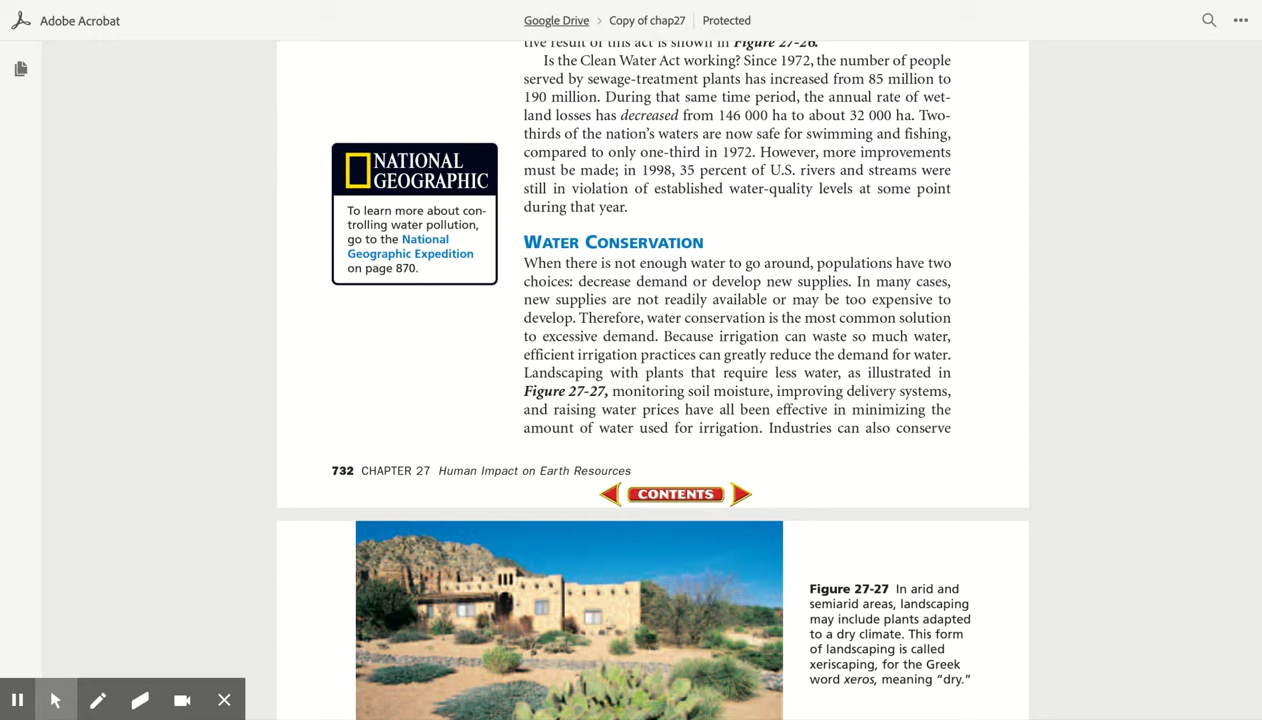 Adobe Acrobat
Google Drive > Copy of chap27 | Protected
tive result of this act is shown in Figure 27-26.
Is the Clean Water Act working? Since 1972, the number of people
served by sewage-treatment plants has increased from 85 million to
190 million. During that same time period, the annual rate of wet-
land losses has decreased from 146 000 ha to about 32 000 ha. Two-
thirds of the nation's waters are now safe for swimming and fishing,
compared to only one-third in 1972. However, more improvements
must be made; in 1998, 35 percent of U.S. rivers and streams were
still in violation of established water-quality levels at some point
during that year.
NATIONAL
GEOGRAPHIC
To learn more about con-
trolling water pollution,
go to the National
Geographic Expedition
on page 870.
WATER CONSERVATION
When there is not enough water to go around, populations have two
choices: decrease demand or develop new supplies. In many cases,
new supplies are not readily available or may be too expensive to
develop. Therefore, water conservation is the most common solution
to excessive demand. Because irrigation can waste so much water,
efficient irrigation practices can greatly reduce the demand for water.
Landscaping with plants that require less water, as illustrated in
Figure 27-27, monitoring soil moisture, improving delivery systems,
and raising water prices have all been effective in minimizing the
amount of water used for irrigation. Industries can also conserve
732 CHAPTER 27 Human Impact on Earth Resources
CONTENTS
Figure 27-27 In arid and
semiarid areas, landscaping
may include plants adapted
to a dry climate. This form
of landscaping is called
xeriscaping, for the Greek
word xeros, meaning "dry."